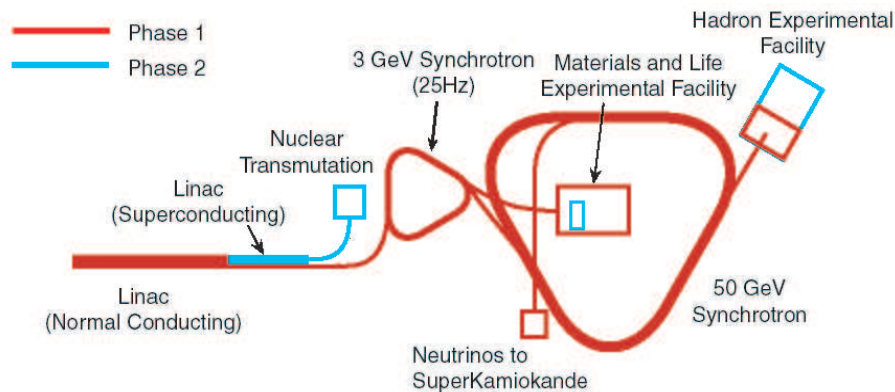 Phase 1
Phase 2
3 GeV Synchrotron
(25Hz)
Materials and Life
Experimental Facility
Hadron Experimental
Facility
Nuclear
Transmutation
Linac
(Superconducting)
Linac
(Normal Conducting)
50 GeV
Synchrotron
Neutrinos to
SuperKamiokande